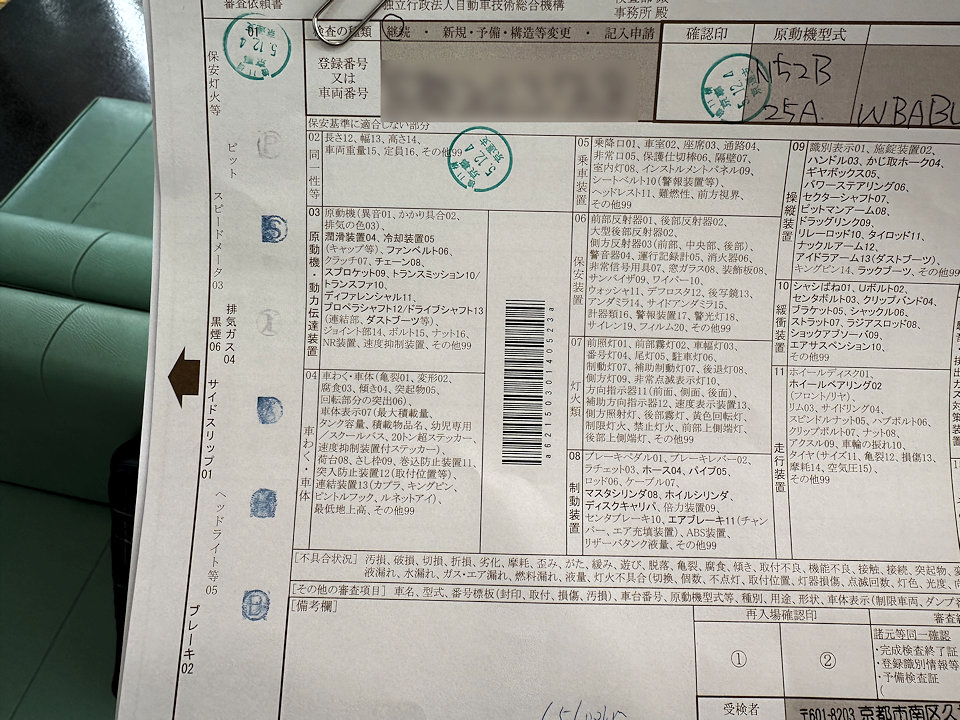 審査依頼書
独立行政法人自動車技術総合機構
事務所 殿
検査の種類
継続 ・ 新規・予備・構造等変更 ・ 記入申請
確認印
原動機型式
登録番号
又は
車両番号
N52B
25A
WBABU
5.12.4
5.12.4
5.12.4
保安基準に適合しない部分
02 同一性等
長さ12、幅13、高さ14、
車両重量15、定員16、その他99
03 原動機・動力伝達装置
原動機(異音01、かかり具合02、
排気の色03)、
潤滑装置04、冷却装置05
(キャップ等)、ファンベルト06、
クラッチ07、チェーン08、
スプロケット09、トランスミッション10/
トランスファ10、
ディファレンシャル11、
プロペラシャフト12/ドライブシャフト13
(連結部、ダストブーツ等)、
ジョイント部14、ボルト15、ナット16、
NR装置、速度抑制装置、その他99
04 車わく・車体
車わく・車体(亀裂01、変形02、
腐食03、傾き04、突起物05、
回転部分の突出06)、
車体表示07(最大積載量、
タンク容量、積載物品名、幼児専用
/スクールバス、20トン超ステッカー、
速度抑制装置付ステッカー)、
荷台08、さし枠09、巻込防止装置11、
突入防止装置12(取付位置等)、
連結装置13(カプラ、キングピン、
ピントルフック、ルネットアイ)、
最低地上高、その他99
a621503014052 3a
05 乗車装置
乗降口01、車室02、座席03、通路04、
非常口05、保護仕切棒06、隔壁07、
室内灯08、インストルメントパネル09、
シートベルト10(警報装置等)、
ヘッドレスト11、難燃性、前方視界、
その他99
06 保安装置
前部反射器01、後部反射器02、
大型後部反射器02、
側方反射器03(前部、中央部、後部)、
警音器04、運行記録計05、消火器06、
非常信号用具07、窓ガラス08、装飾板08、
サンバイザ09、ワイパー10、
ウォッシャ11、デフロスタ12、後写鏡13、
アンダミラ14、サイドアンダミラ15、
計器類16、警報装置17、警光灯18、
サイレン19、フィルム20、その他99
07 灯火類
前照灯01、前部霧灯02、車幅灯03、
番号灯04、尾灯05、駐車灯06、
制動灯07、補助制動灯07、後退灯08、
側方灯09、非常点滅表示灯10、
方向指示器11(前面、側面、後面)、
補助方向指示器12、速度表示装置13、
側方照射灯、後部霧灯、黄色回転灯、
制限灯火、禁止灯火、前部上側端灯、
後部上側端灯、その他99
08 制動装置
ブレーキペダル01、ブレーキレバー02、
ラチェット03、ホース04、パイプ05、
ロッド06、ケーブル07、
マスタシリンダ08、ホイルシリンダ、
ディスクキャリパ、倍力装置09、
センタブレーキ10、エアブレーキ11(チャン
バー、エア充填装置)、ABS装置、
リザーバタンク液量、その他99
09 操縦装置
識別表示01、施錠装置02、
ハンドル03、かじ取ホーク04、
ギヤボックス05、
パワーステアリング06、
セクターシャフト07、
ピットマンアーム08、
ドラッグリンク09、
リレーロッド10、タイロッド11、
ナックルアーム12、
アイドラアーム13(ダストブーツ)、
キングピン14、ラックブーツ、その他99
10 緩衝装置
シャシばね01、Uボルト02、
センタボルト03、クリップバンド04、
ブラケット05、シャックル06、
ストラット07、ラジアスロッド08、
ショックアブソーバ09、
エアサスペンション10、
その他99
11 走行装置
ホイールディスク01、
ホイールベアリング02
(フロント/リヤ)、
リム03、サイドリング04、
スピンドルナット05、ハブボルト06、
クリップボルト07、ナット08、
アクスル09、車輪の振れ10、
タイヤ(サイズ11、亀裂12、損傷13、
摩耗14、空気圧15)、
その他99
[不具合状況] 汚損、破損、切損、折損、劣化、摩耗、歪み、がた、緩み、遊び、脱落、亀裂、腐食、傾き、取付不良、機能不良、接触、接続、突起物、
液漏れ、水漏れ、ガス・エア漏れ、燃料漏れ、液量、灯火不具合(切換、個数、不点灯、取付位置、灯器損傷、点滅回数、灯色、光度、
[その他の審査項目] 車名、型式、番号標板(封印、取付、損傷、汚損)、車台番号、原動機型式等、種別、用途、形状、車体表示(制限車両、ダンプ
[備考欄]
再入場確認印
①
②
諸元等同一確認
・完成検査終了証
・登録識別情報等
・予備検査証
受検者
〒601-8203 京都市南区久
保安灯火等
ピット
スピードメータ03
排気ガス04
黒煙06
サイドスリップ01
ヘッドライト等05
ブレーキ02